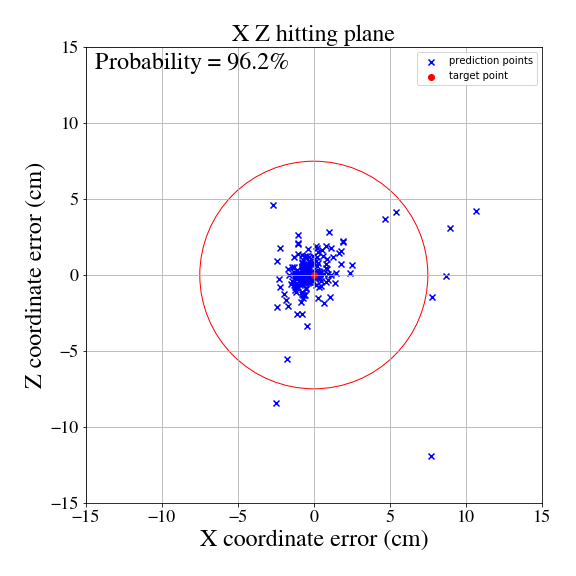 X Z hitting plane
Probability = 96.2%
prediction points
target point
15
10
5
0
−5
−10
−15
Z coordinate error (cm)
−15
−10
−5
0
5
10
15
X coordinate error (cm)